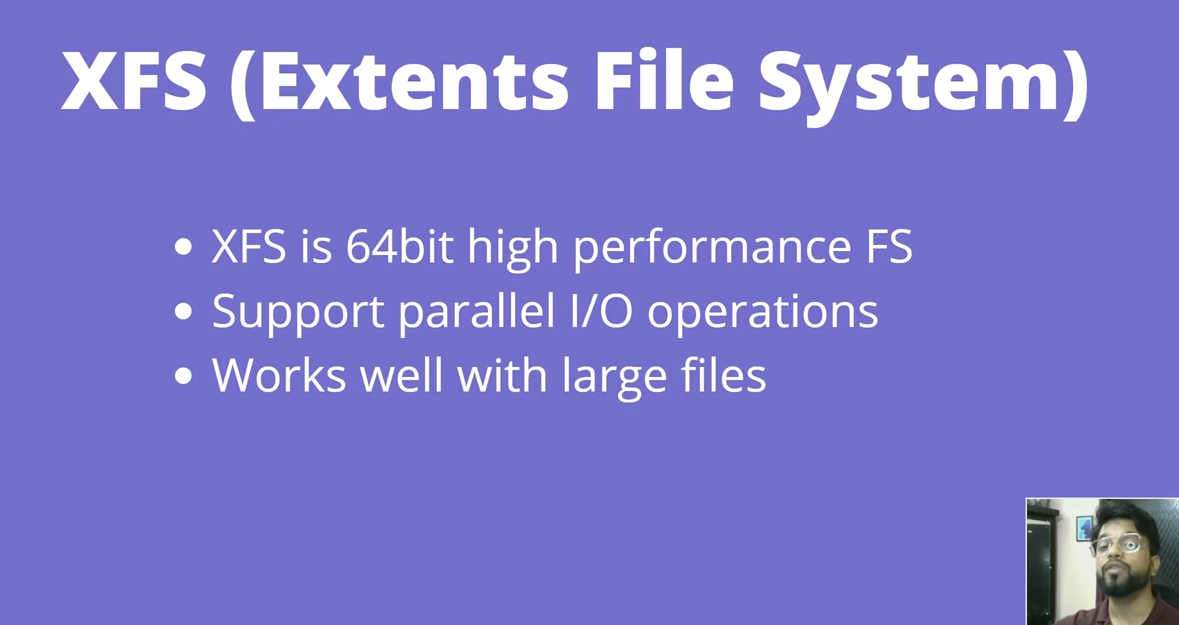 XFS (Extents File System)
• XFS is 64bit high performance FS
• Support parallel I/O operations
• Works well with large files